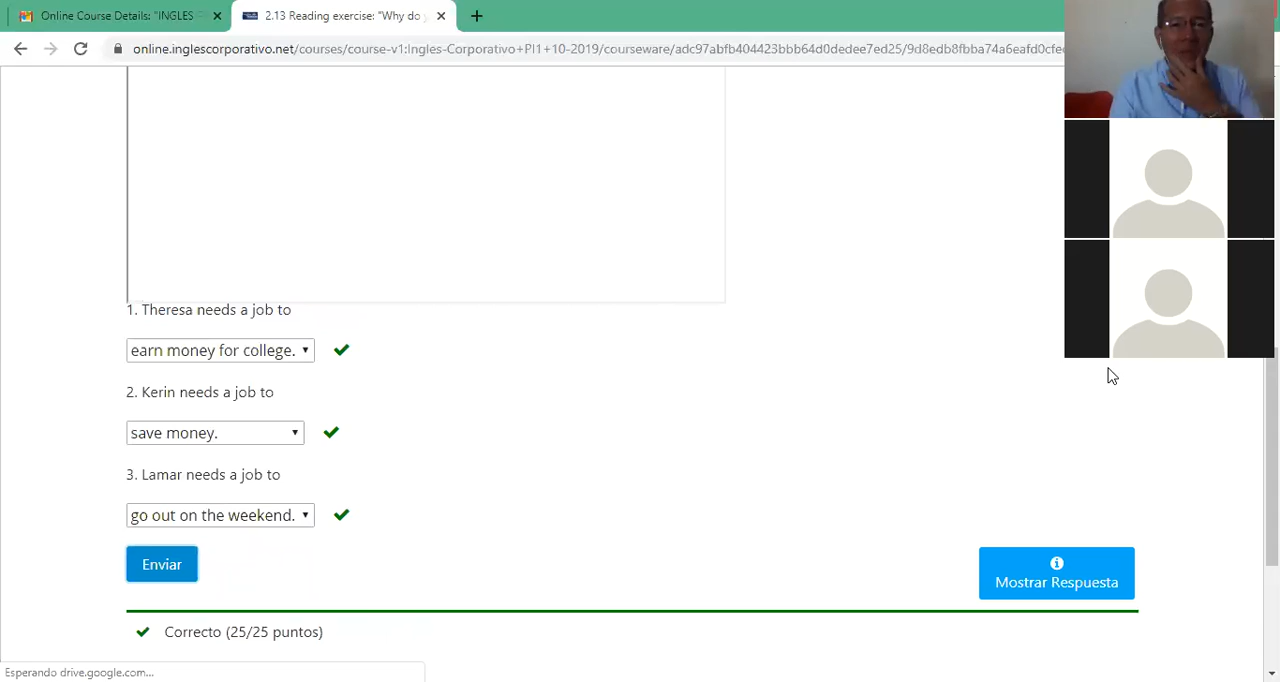 Online Course Details: "INGLES
2.13 Reading exercise: "Why do y
online.inglescorporativo.net/courses/course-v1:Ingles-Corporativo+PI1+10-2019/courseware/adc97abfb404423bbb64d0dedee7ed25/9d8edb8fbba74a6eafd0cfec
1. Theresa needs a job to
earn money for college.
2. Kerin needs a job to
save money.
3. Lamar needs a job to
go out on the weekend.
Enviar
Mostrar Respuesta
Correcto (25/25 puntos)
Esperando drive.google.com...